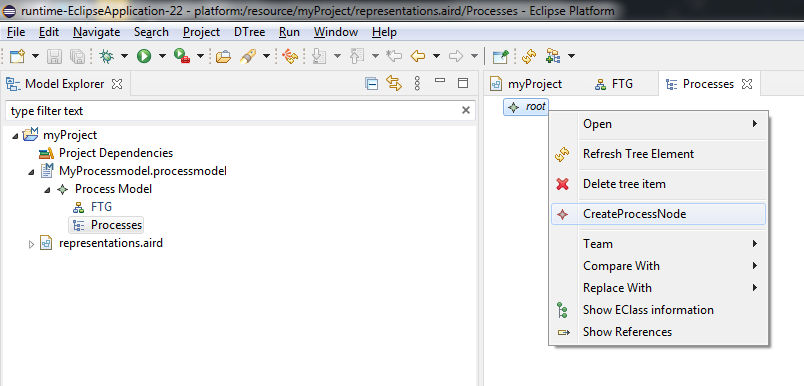 runtime-EclipseApplication-22 - platform:/resource/myProject/representations.aird/Processes - Eclipse Platform
File Edit Navigate Search Project DTree Run Window Help
Model Explorer
myProject FTG Processes
type filter text
root
myProject
Project Dependencies
MyProcessmodel.processmodel
Process Model
FTG
Processes
representations.aird
Open
Refresh Tree Element
Delete tree item
CreateProcessNode
Team
Compare With
Replace With
Show EClass information
Show References